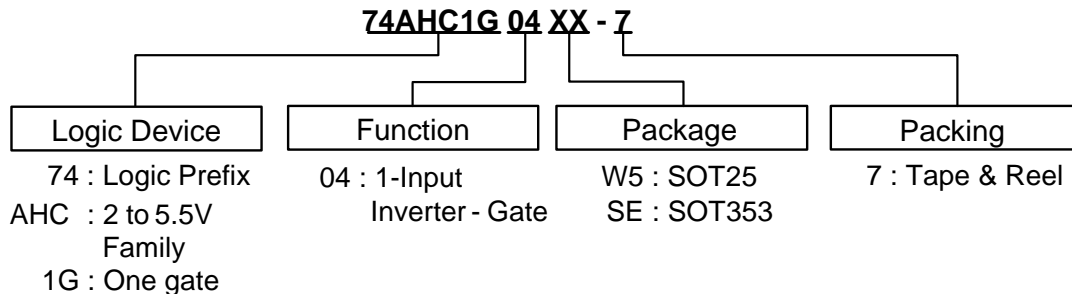 74AHC1G 04 XX - 7
Logic Device
74 : Logic Prefix
AHC : 2 to 5.5V
Family
1G : One gate
Function
04 : 1-Input
Inverter - Gate
Package
W5 : SOT25
SE : SOT353
Packing
7 : Tape & Reel